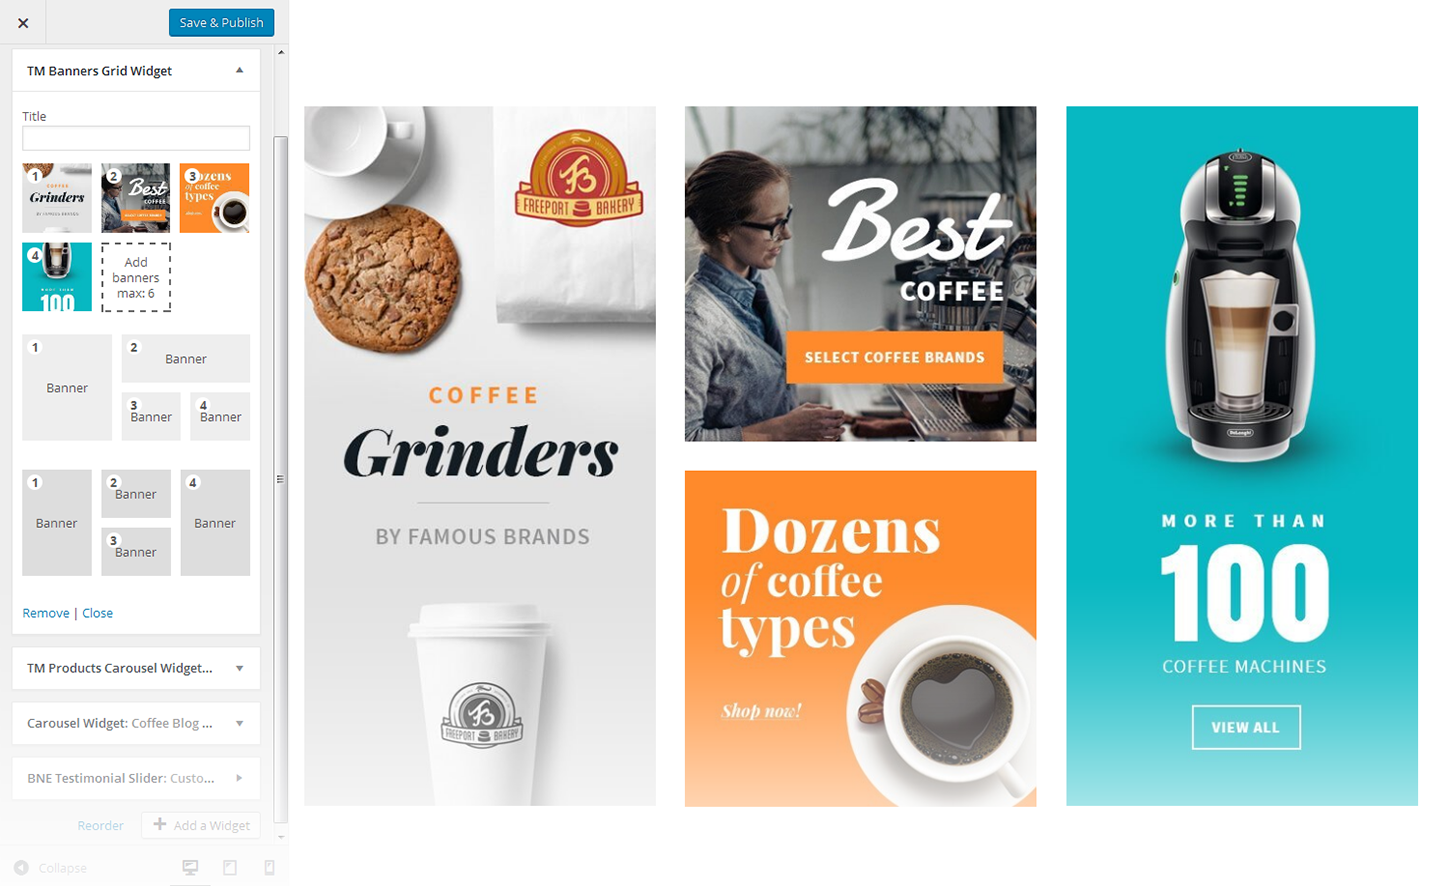 Save & Publish
TM Banners Grid Widget
Title
1
COFFEE
Grinders
BY FAMOUS BRANDS
2
Best
COFFEE
SELECT COFFEE BRANDS
3
Dozens
of coffee
types
4
MORE THAN
100
Add
banners
max: 6
1
Banner
2
Banner
3
Banner
4
Banner
1
Banner
2
Banner
3
Banner
4
Banner
Remove | Close
TM Products Carousel Widget...
Carousel Widget: Coffee Blog ...
BNE Testimonial Slider: Custo...
Reorder
Add a Widget
Collapse
FB
FREEPORT BAKERY
COFFEE
Grinders
BY FAMOUS BRANDS
FB
FREEPORT BAKERY
Best
COFFEE
SELECT COFFEE BRANDS
Dozens
of coffee
types
Shop now!
DeLonghi
MORE THAN
100
COFFEE MACHINES
VIEW ALL